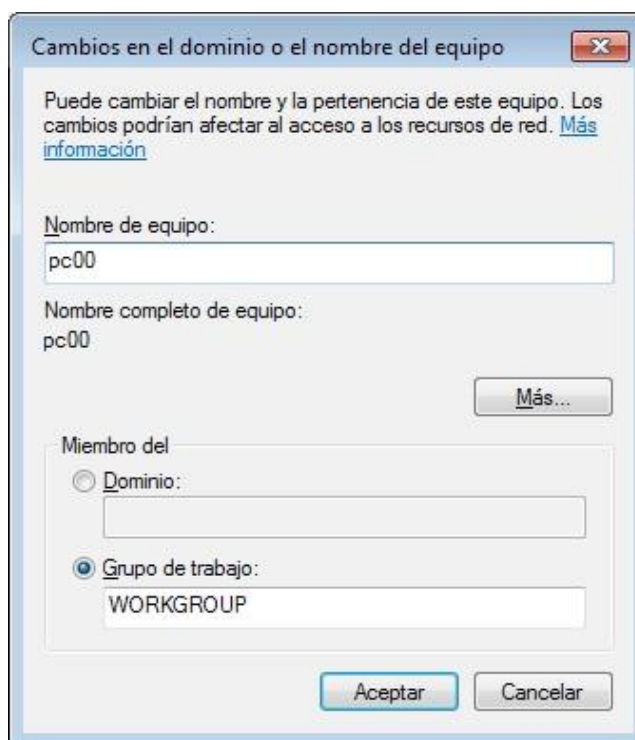 Cambios en el dominio o el nombre del equipo
Puede cambiar el nombre y la pertenencia de este equipo. Los
cambios podrían afectar al acceso a los recursos de red. Más
información
Nombre de equipo:
pc00
Nombre completo de equipo:
pc00
Más...
Miembro del
Dominio:
Grupo de trabajo:
WORKGROUP
Aceptar
Cancelar